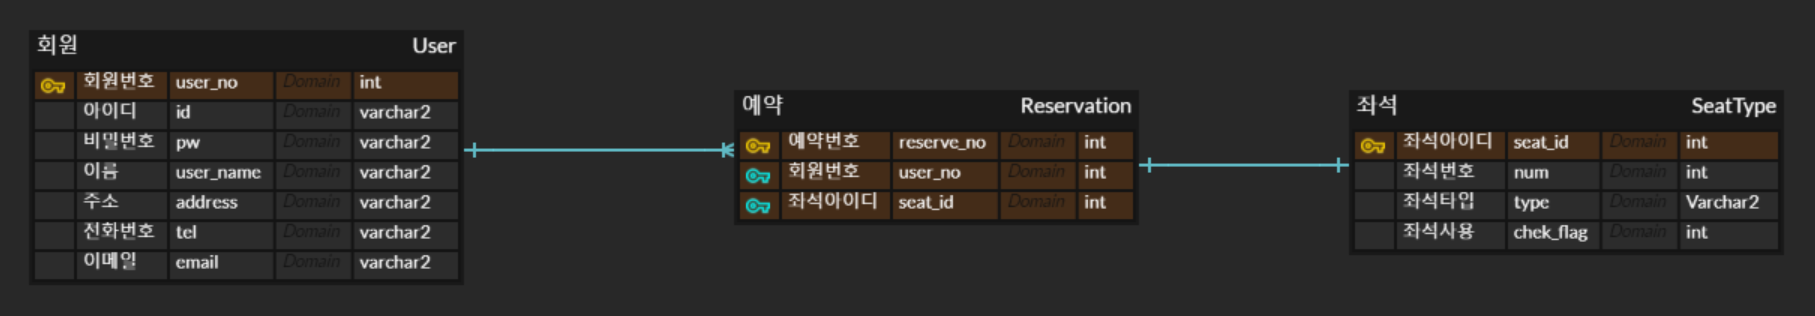 회원 User
회원번호 user_no Domain int
아이디 id Domain varchar2
비밀번호 pw Domain varchar2
이름 user_name Domain varchar2
주소 address Domain varchar2
전화번호 tel Domain varchar2
이메일 email Domain varchar2
예약 Reservation
예약번호 reserve_no Domain int
회원번호 user_no Domain int
좌석아이디 seat_id Domain int
좌석 SeatType
좌석아이디 seat_id Domain int
좌석번호 num Domain int
좌석타입 type Domain Varchar2
좌석사용 chek_flag Domain int